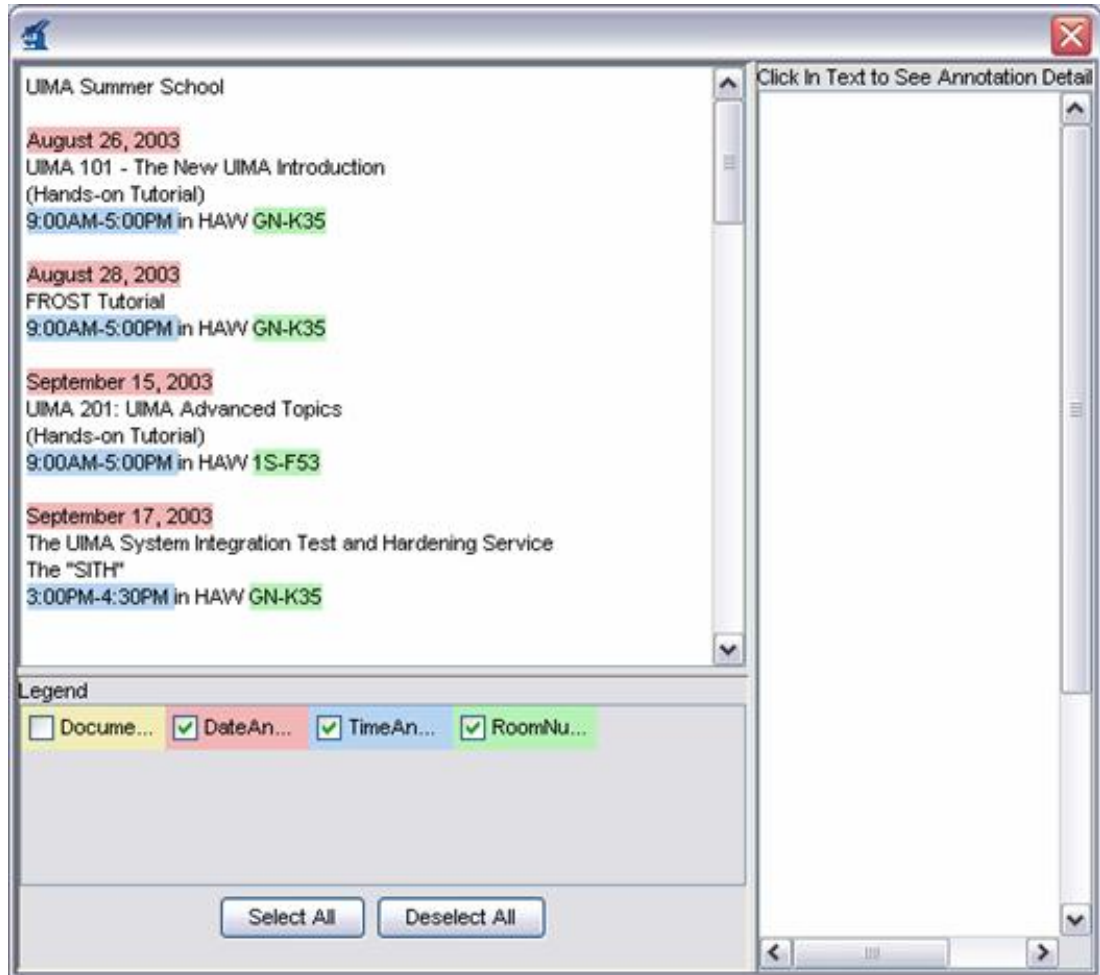 UIMA Summer School
August 26, 2003
UIMA 101 - The New UIMA Introduction
(Hands-on Tutorial)
9:00AM-5:00PM in HAW GN-K35
August 28, 2003
FROST Tutorial
9:00AM-5:00PM in HAW GN-K35
September 15, 2003
UIMA 201: UIMA Advanced Topics
(Hands-on Tutorial)
9:00AM-5:00PM in HAW 1S-F53
September 17, 2003
The UIMA System Integration Test and Hardening Service
The "SITH"
3:00PM-4:30PM in HAW GN-K35
Legend
Docume... DateAn... TimeAn... RoomNu...
Select All Deselect All
Click In Text to See Annotation Detail